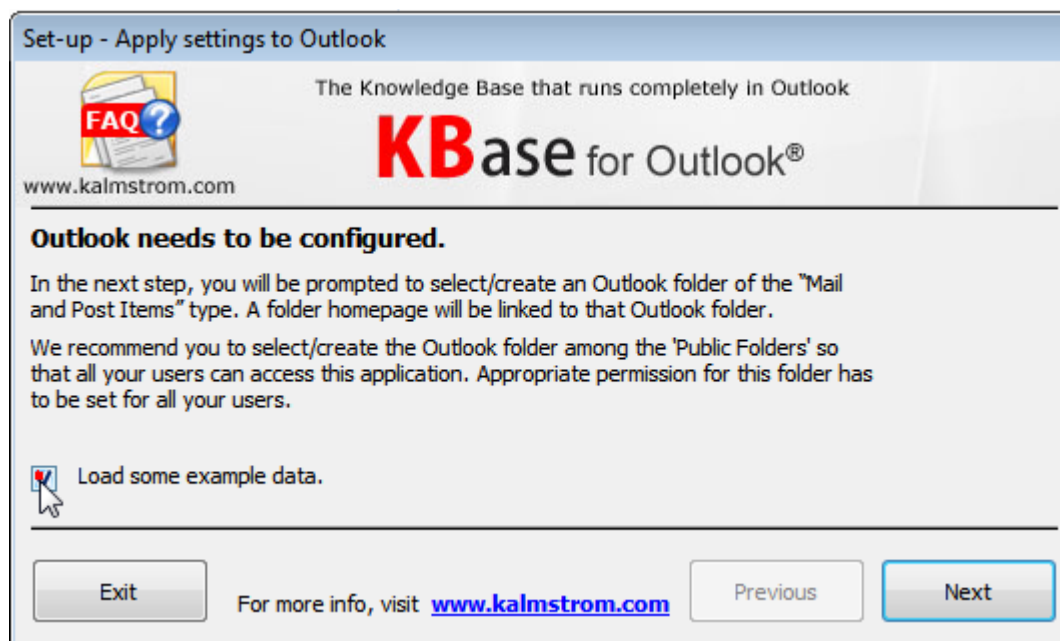 Set-up - Apply settings to Outlook
The Knowledge Base that runs completely in Outlook
FAQ?
KBase for Outlook®
www.kalmstrom.com
Outlook needs to be configured.
In the next step, you will be prompted to select/create an Outlook folder of the "Mail
and Post Items" type. A folder homepage will be linked to that Outlook folder.
We recommend you to select/create the Outlook folder among the 'Public Folders' so
that all your users can access this application. Appropriate permission for this folder has
to be set for all your users.
Load some example data.
Exit
For more info, visit www.kalmstrom.com
Previous
Next